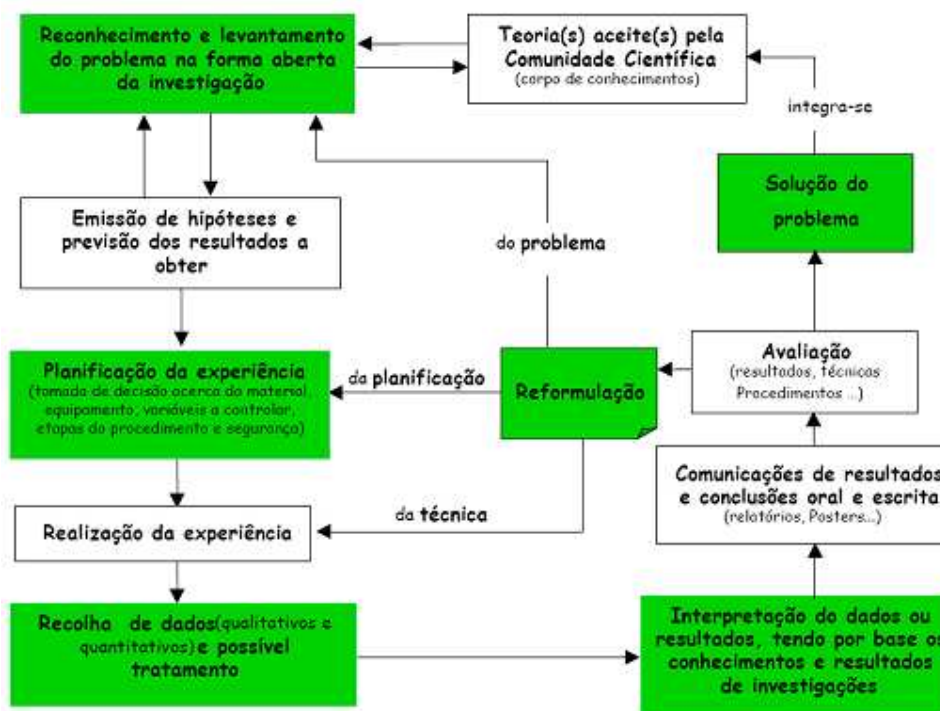 Reconhecimento e levantamento
do problema na forma aberta
da investigação
Teoria(s) aceite(s) pela
Comunidade Científica
(corpo de conhecimentos)
integra-se
Solução do
problema
Emissão de hipóteses e
previsão dos resultados a
obter
do problema
Planificação da experiência
(tomada de decisão acerca do material,
equipamento, variáveis a controlar,
etapas do procedimento e segurança)
da planificação
Reformulação
Avaliação
(resultados, técnicas
Procedimentos ...)
Comunicações de resultados
e conclusões oral e escrita
(relatórios, Posters...)
da técnica
Realização da experiência
Recolha de dados(qualitativos e
quantitativos) e possível
tratamento
Interpretação do dados ou
resultados, tendo por base os
conhecimentos e resultados
de investigações